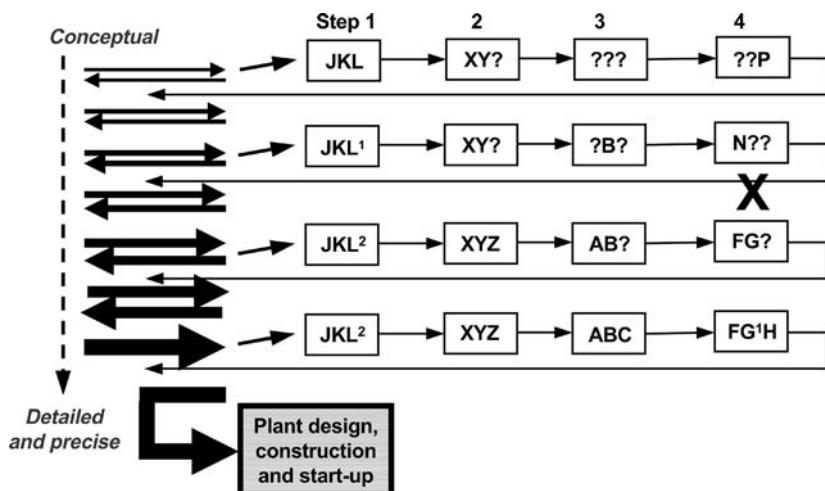 Step 1 2 3 4
Conceptual
JKL XY? ??? ??P
JKL¹ XY? ?B? N??
X
JKL² XYZ AB? FG?
JKL² XYZ ABC FG¹H
Detailed
and precise
Plant design,
construction
and start-up